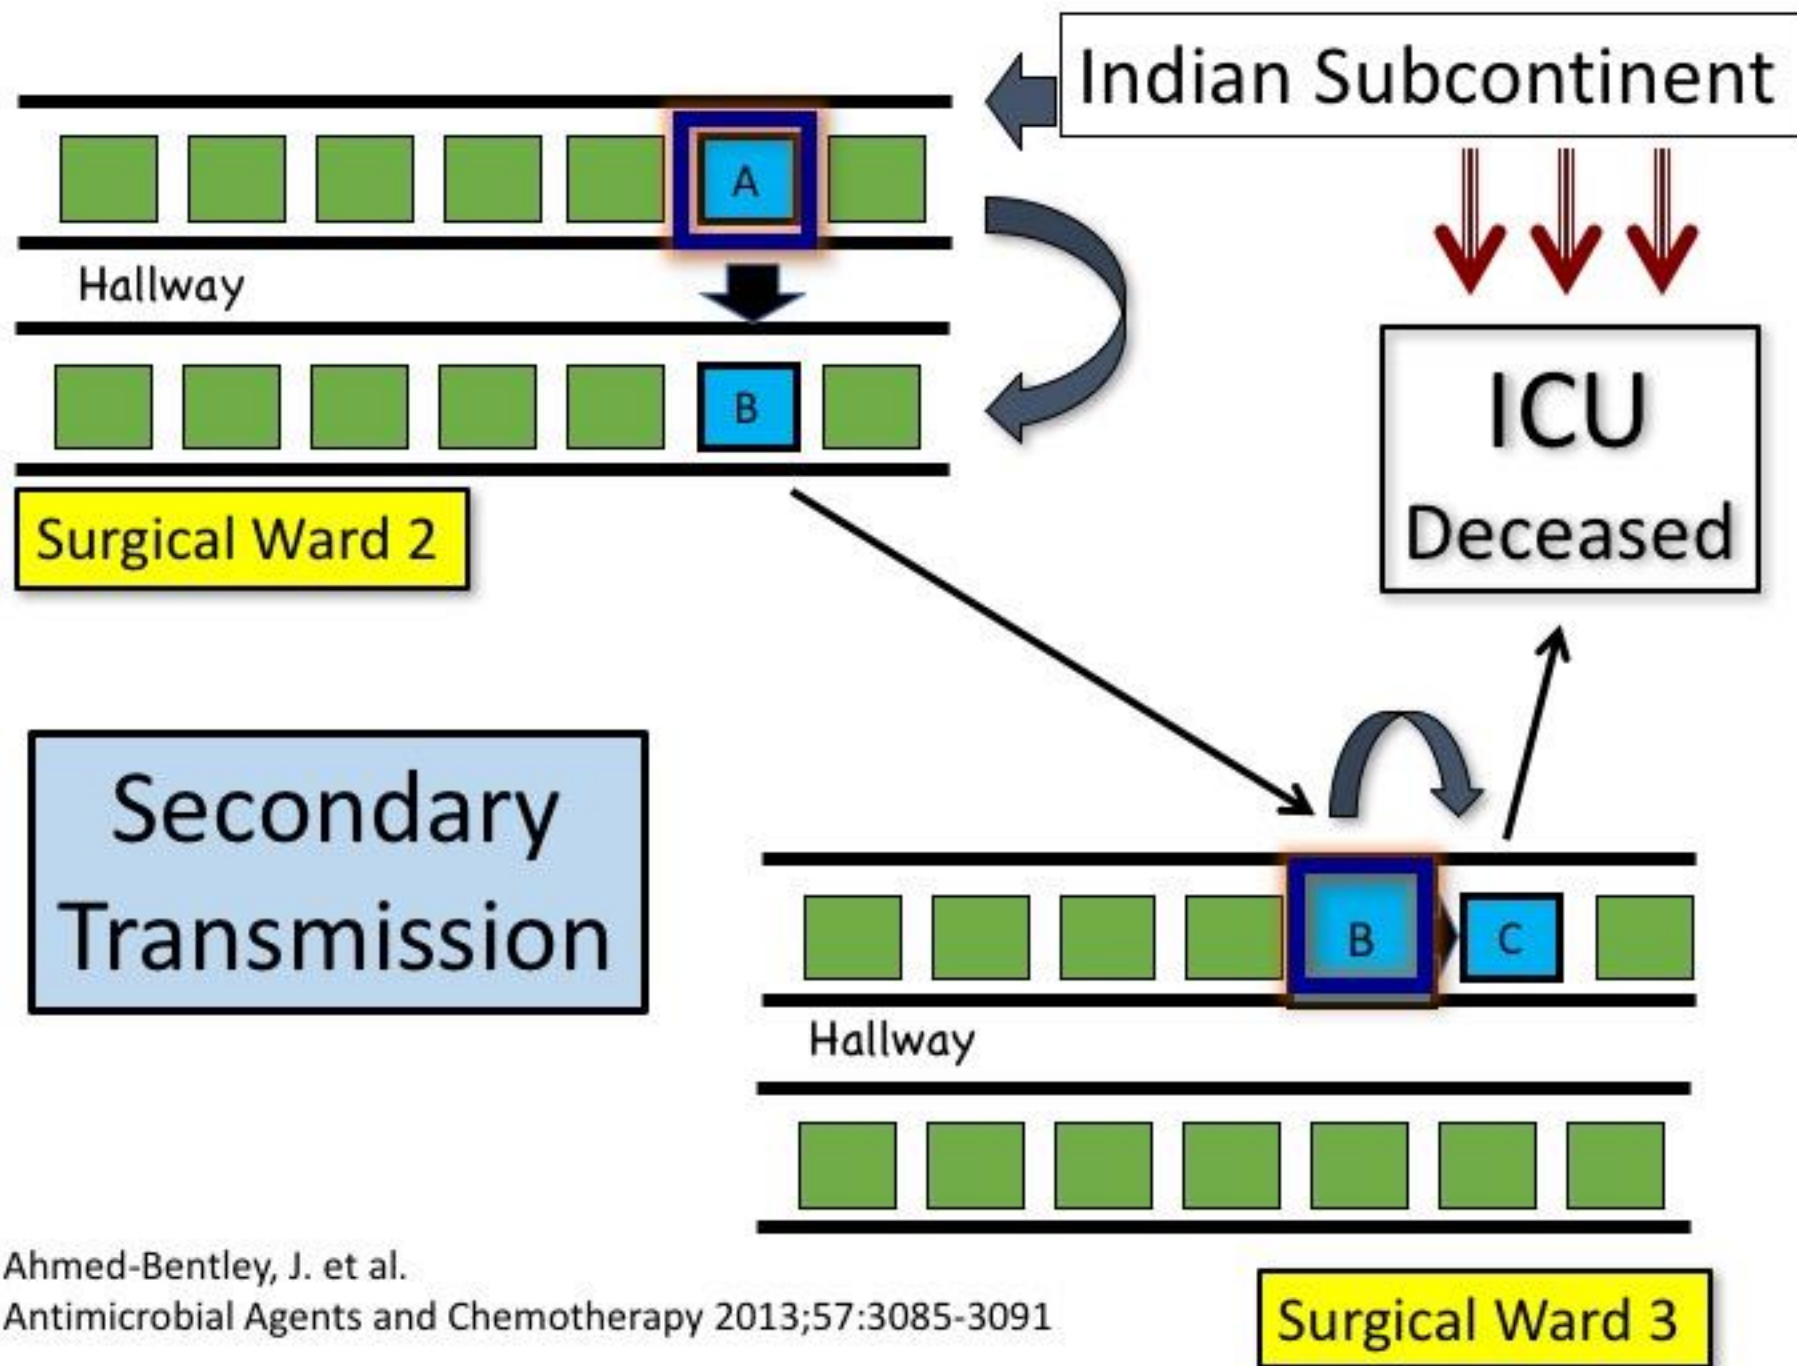 Indian Subcontinent
A
Hallway
B
Surgical Ward 2
ICU
Deceased
Secondary
Transmission
B
C
Hallway
Ahmed-Bentley, J. et al.
Antimicrobial Agents and Chemotherapy 2013;57:3085-3091
Surgical Ward 3